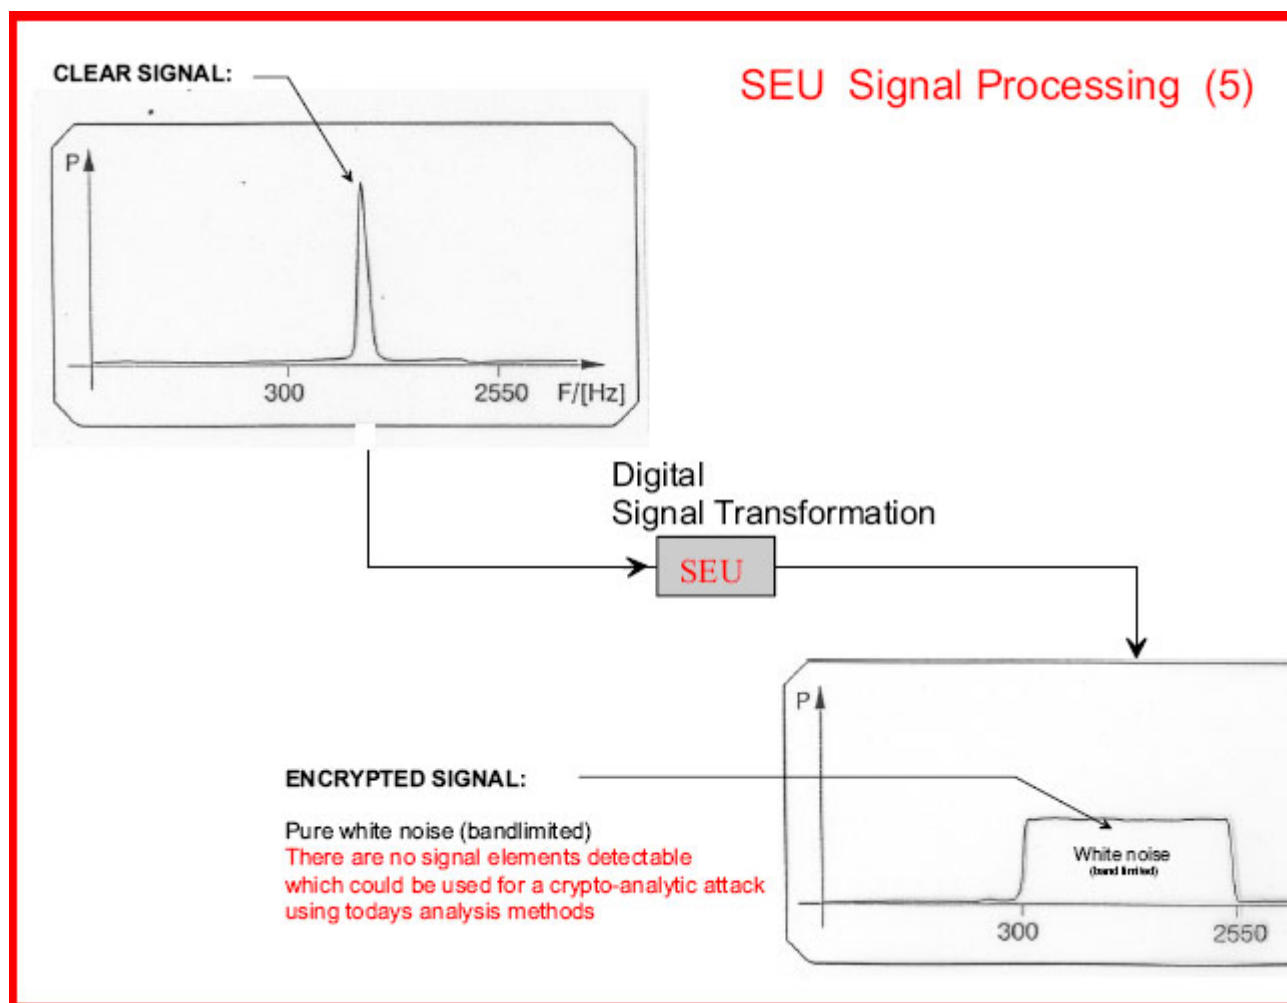 CLEAR SIGNAL:
SEU Signal Processing (5)
P
300
2550
F/[Hz]
Digital
Signal Transformation
SEU
P
ENCRYPTED SIGNAL:
Pure white noise (bandlimited)
There are no signal elements detectable
which could be used for a crypto-analytic attack
using todays analysis methods
White noise
(band limited)
300
2550